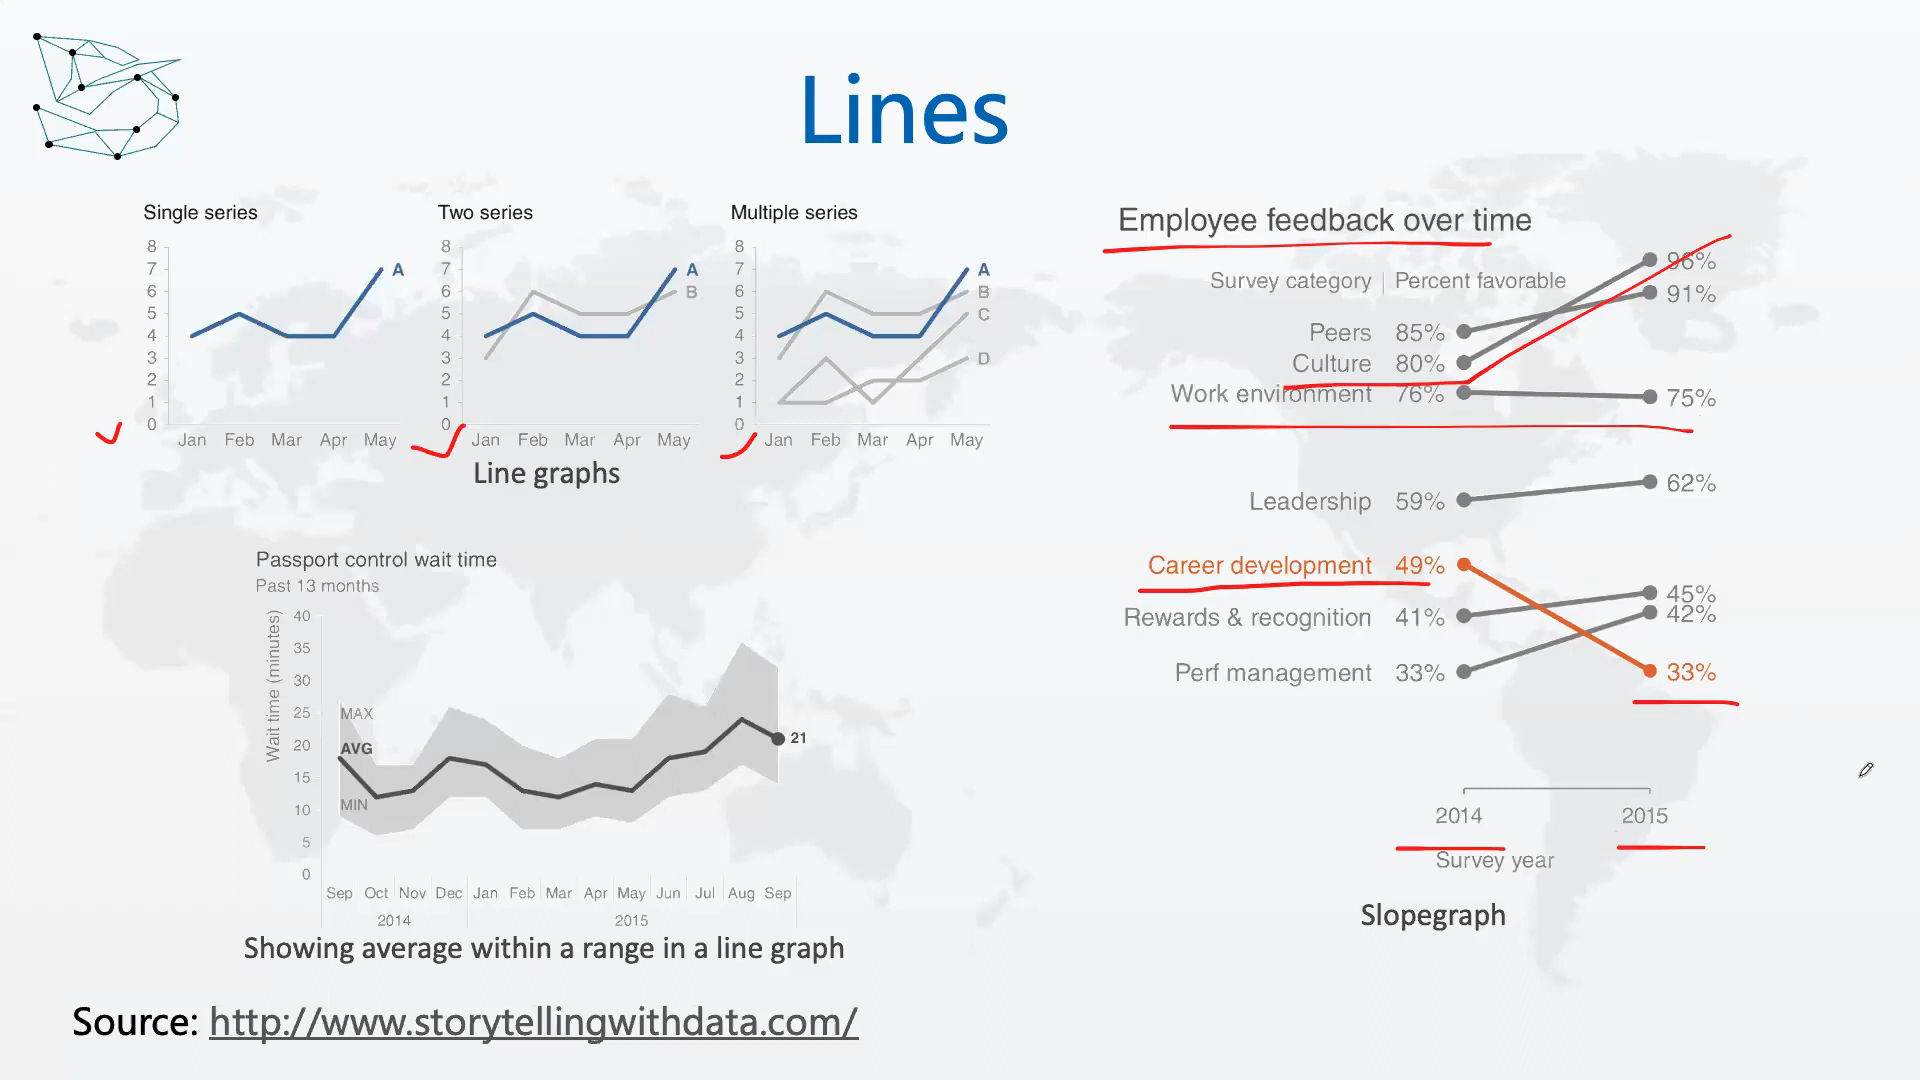 Lines
Single series
8
7
6
5
4
3
2
1
0
A
Jan Feb Mar Apr May
Two series
8
7
6
5
4
3
2
1
0
A
B
Jan Feb Mar Apr May
Multiple series
8
7
6
5
4
3
2
1
0
A
B
C
D
Jan Feb Mar Apr May
Line graphs
Passport control wait time
Past 13 months
Wait time (minutes)
40
35
30
25
20
15
10
5
0
MAX
AVG
MIN
21
Sep Oct Nov Dec Jan Feb Mar Apr May Jun Jul Aug Sep
2014 2015
Showing average within a range in a line graph
Employee feedback over time
Survey category | Percent favorable
96%
91%
Peers 85%
Culture 80%
Work environment 76% 75%
Leadership 59% 62%
Career development 49%
45%
42%
Rewards & recognition 41%
Perf management 33% 33%
2014 2015
Survey year
Slopegraph
Source: http://www.storytellingwithdata.com/